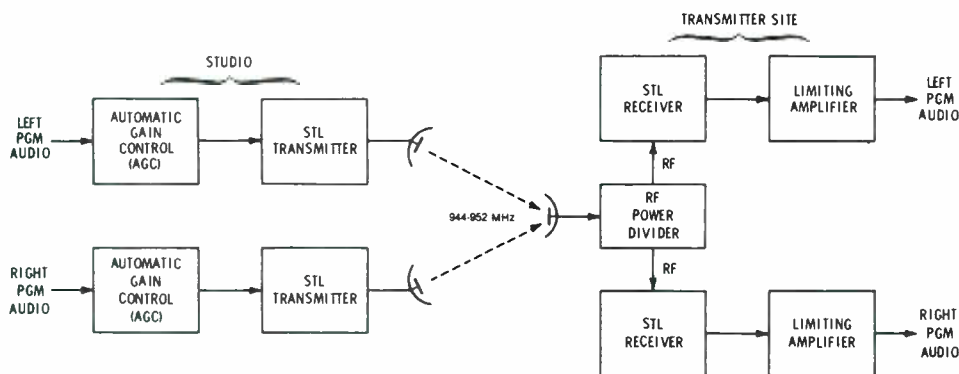 STUDIO
TRANSMITTER SITE
LEFT
PGM
AUDIO
AUTOMATIC
GAIN
CONTROL
(AGC)
STL
TRANSMITTER
944-952 MHz
RIGHT
PGM
AUDIO
AUTOMATIC
GAIN
CONTROL
(AGC)
STL
TRANSMITTER
STL
RECEIVER
LIMITING
AMPLIFIER
LEFT
PGM
AUDIO
RF
RF
POWER
DIVIDER
RF
STL
RECEIVER
LIMITING
AMPLIFIER
RIGHT
PGM
AUDIO